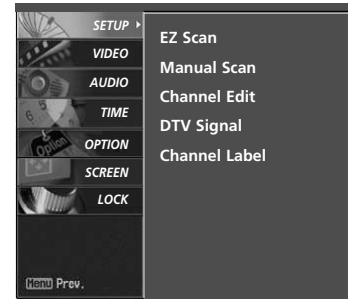 SETUP
VIDEO
AUDIO
TIME
OPTION
SCREEN
LOCK
Menu Prev.
EZ Scan
Manual Scan
Channel Edit
DTV Signal
Channel Label